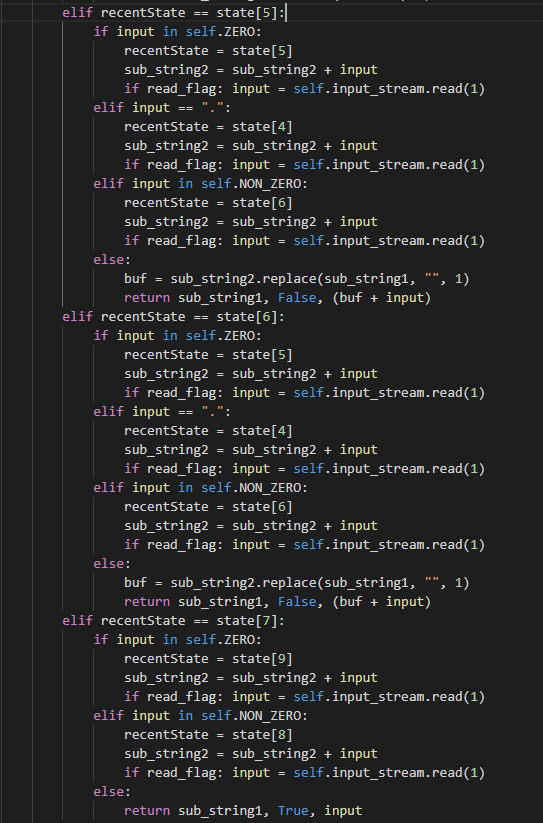 elif recentState == state[5]:
    if input in self.ZERO:
        recentState = state[5]
        sub_string2 = sub_string2 + input
        if read_flag: input = self.input_stream.read(1)
    elif input == ".":
        recentState = state[4]
        sub_string2 = sub_string2 + input
        if read_flag: input = self.input_stream.read(1)
    elif input in self.NON_ZERO:
        recentState = state[6]
        sub_string2 = sub_string2 + input
        if read_flag: input = self.input_stream.read(1)
    else:
        buf = sub_string2.replace(sub_string1, "", 1)
        return sub_string1, False, (buf + input)
elif recentState == state[6]:
    if input in self.ZERO:
        recentState = state[5]
        sub_string2 = sub_string2 + input
        if read_flag: input = self.input_stream.read(1)
    elif input == ".":
        recentState = state[4]
        sub_string2 = sub_string2 + input
        if read_flag: input = self.input_stream.read(1)
    elif input in self.NON_ZERO:
        recentState = state[6]
        sub_string2 = sub_string2 + input
        if read_flag: input = self.input_stream.read(1)
    else:
        buf = sub_string2.replace(sub_string1, "", 1)
        return sub_string1, False, (buf + input)
elif recentState == state[7]:
    if input in self.ZERO:
        recentState = state[9]
        sub_string2 = sub_string2 + input
        if read_flag: input = self.input_stream.read(1)
    elif input in self.NON_ZERO:
        recentState = state[8]
        sub_string2 = sub_string2 + input
        if read_flag: input = self.input_stream.read(1)
    else:
        return sub_string1, True, input